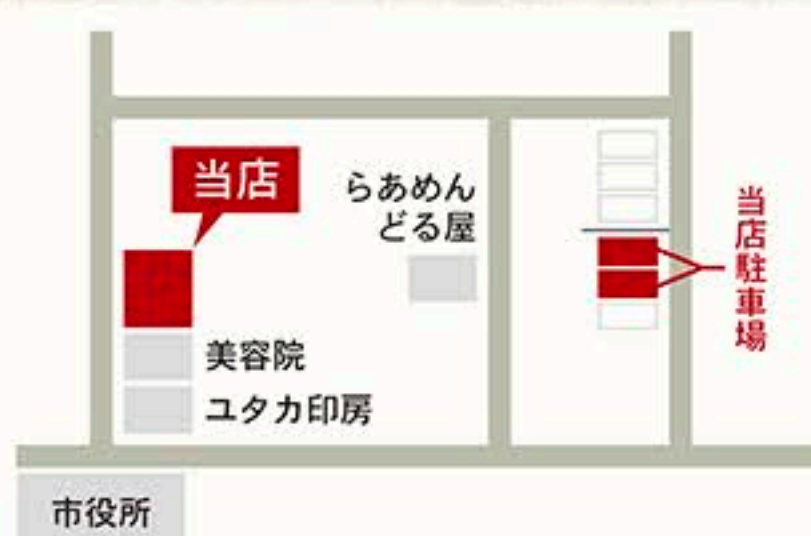 当店
らあめん
どる屋
当店駐車場
美容院
ユタカ印房
市役所